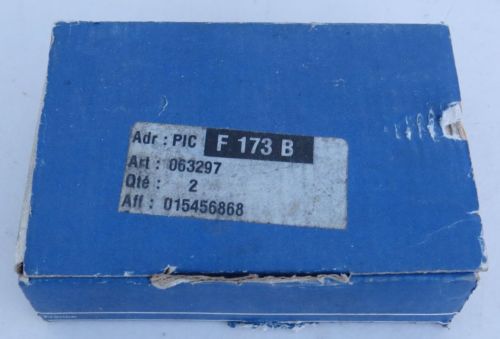 Adr : PIC F 173 B
Art : 063297
Qté : 2
Aff : 015456868